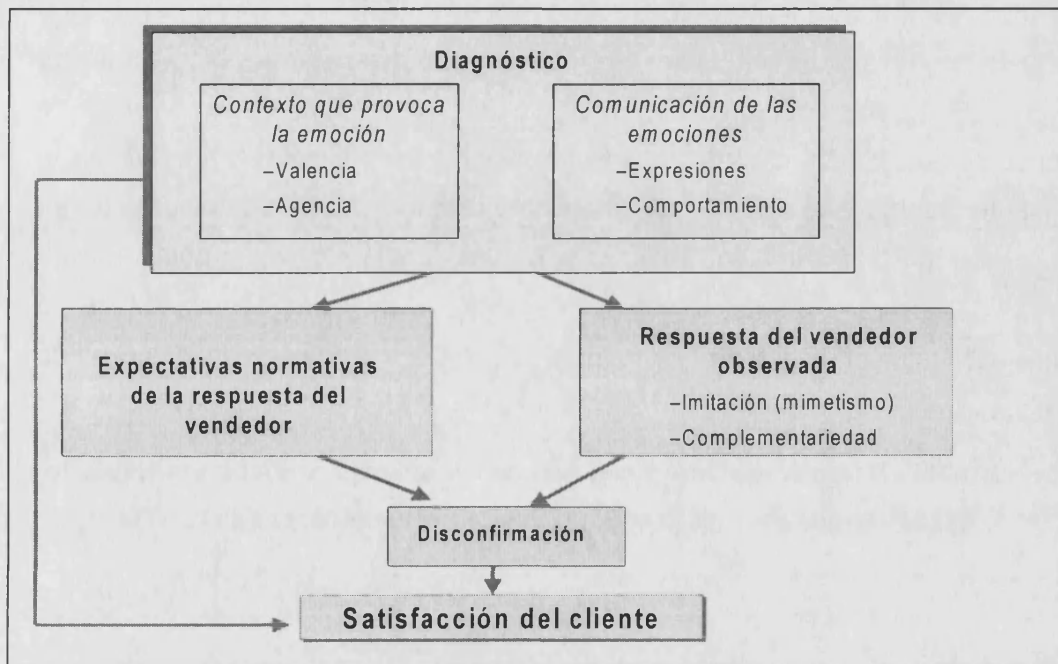 Diagnóstico
Contexto que provoca
la emoción
–Valencia
–Agencia
Comunicación de las
emociones
–Expresiones
–Comportamiento
Expectativas normativas
de la respuesta del
vendedor
Respuesta del vendedor
observada
–Imitación (mimetismo)
–Complementariedad
Disconfirmación
Satisfacción del cliente